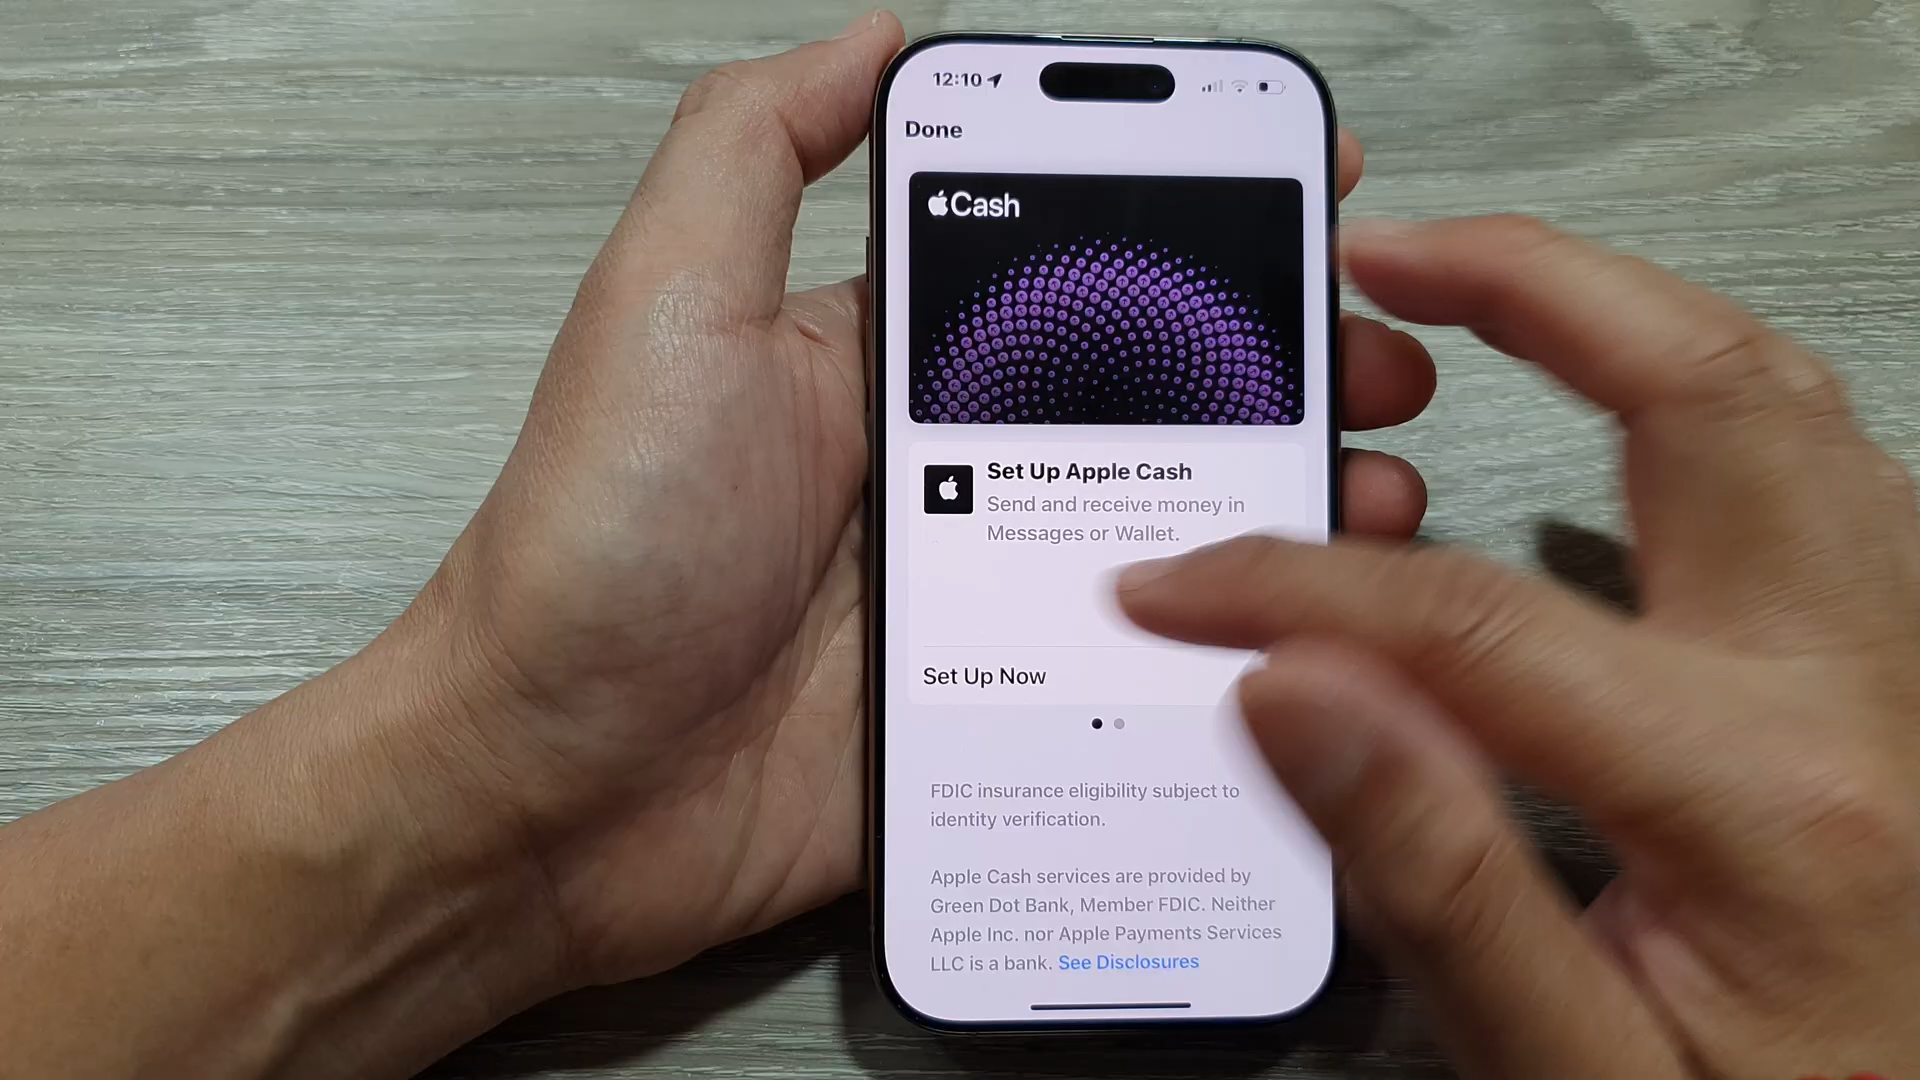 12:10
Done
Cash
Set Up Apple Cash
Send and receive money in
Messages or Wallet.
Set Up Now
FDIC insurance eligibility subject to
identity verification.
Apple Cash services are provided by
Green Dot Bank, Member FDIC. Neither
Apple Inc. nor Apple Payments Services
LLC is a bank. See Disclosures